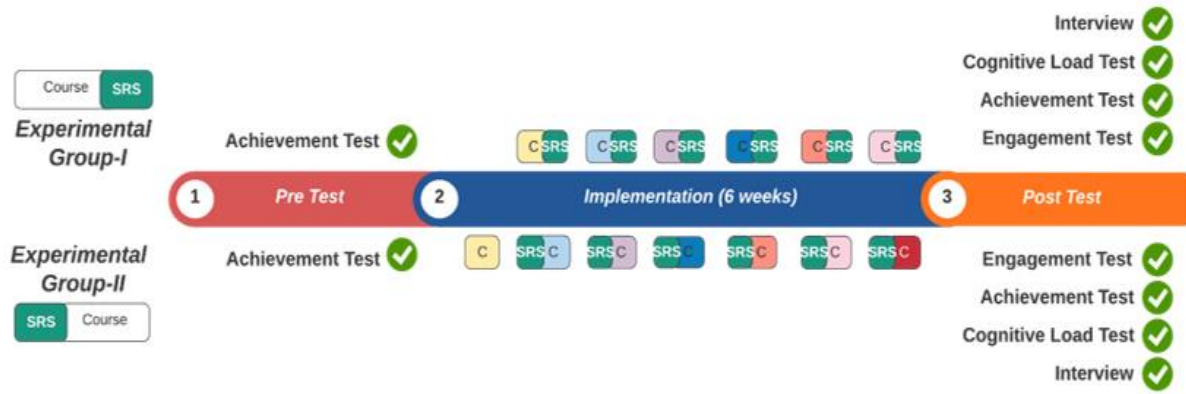 Interview
Cognitive Load Test
Achievement Test
Engagement Test
Course SRS
Experimental
Group-I
Achievement Test
C SRS C SRS C SRS C SRS C SRS C SRS
1 Pre Test 2 Implementation (6 weeks) 3 Post Test
Experimental
Group-II
SRS Course
Achievement Test
C SRS C SRS C SRS C SRS C SRS C SRS C
Engagement Test
Achievement Test
Cognitive Load Test
Interview